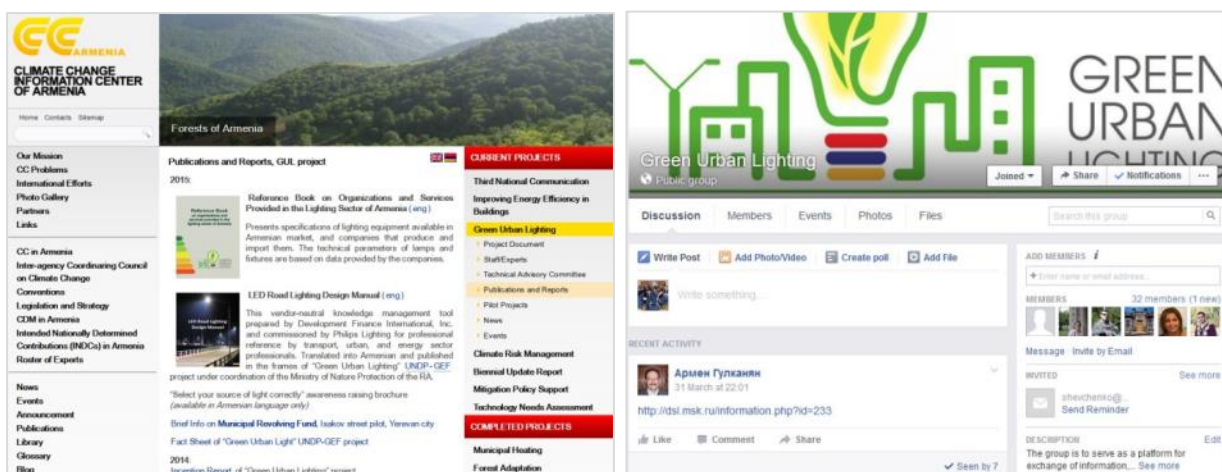 CC ARMENIA
CLIMATE CHANGE
INFORMATION CENTER
OF ARMENIA
Home Contacts Sitemap
Our Mission
CC Problems
International Efforts
Photo Gallery
Partners
Links
CC in Armenia
Inter-agency Coordinaring Council
on Climate Change
Conventions
Legislation and Strategy
CDM in Armenia
Intended Nationally Determined
Contributions (INDCs) in Armenia
Roster of Experts
News
Events
Announcement
Publications
Library
Glossary
Blog
Forests of Armenia
Publications and Reports, GUL project
2015:
Reference Book
Reference Book on Organizations and Services
Provided in the Lighting Sector of Armenia (eng)
Presents specifications of lighting equipment available in
Armenian market, and companies that produce and
import them. The technical parameters of lamps and
fixtures are based on data provided by the companies.
LED Road Lighting
Design Manual
LED Road Lighting Design Manual (eng)
This vendor-neutral knowledge management tool
prepared by Development Finance International, Inc.
and commissioned by Philips Lighting for professional
reference by transport, urban, and energy sector
professionals. Translated into Armenian and published
in the frames of "Green Urban Lighting" UNDP-GEF
project under coordination of the Ministry of Nature Protection of the RA.
"Select your source of light correctly" awareness raising brochure
(available in Armenian language only)
Brief Info on Municipal Revolving Fund, Isakov street pilot, Yerevan city
Fact Sheet of "Green Urban Light" UNDP-GEF project
2014:
Inception Report of "Green Urban Lighting" project
CURRENT PROJECTS
Third National Communication
Improving Energy Efficiency in
Buildings
Green Urban Lighting
Project Document
Staff/Experts
Technical Advisory Committee
Publications and Reports
Pilot Projects
News
Events
Climate Risk Management
Biennial Update Report
Mitigation Policy Support
Technology Needs Assessment
COMPLETED PROJECTS
Municipal Heating
Forest Adaptation
GREEN
URBAN
LIGHTING
Green Urban Lighting
Public group
Joined Share Notifications
Discussion Members Events Photos Files
Search this group
Write Post Add Photo/Video Create poll Add File
Write something...
RECENT ACTIVITY
Армен Гулканян
31 March at 22:01
http://dsl.msk.ru/information.php?id=233
Like Comment Share
Seen by 7
ADD MEMBERS
+Enter name or email address...
MEMBERS 32 members (1 new)
Message · Invite by Email
INVITED See more
shevchenko@...
Send Reminder
DESCRIPTION Edit
The group is to serve as a platform for
exchange of information,... See more